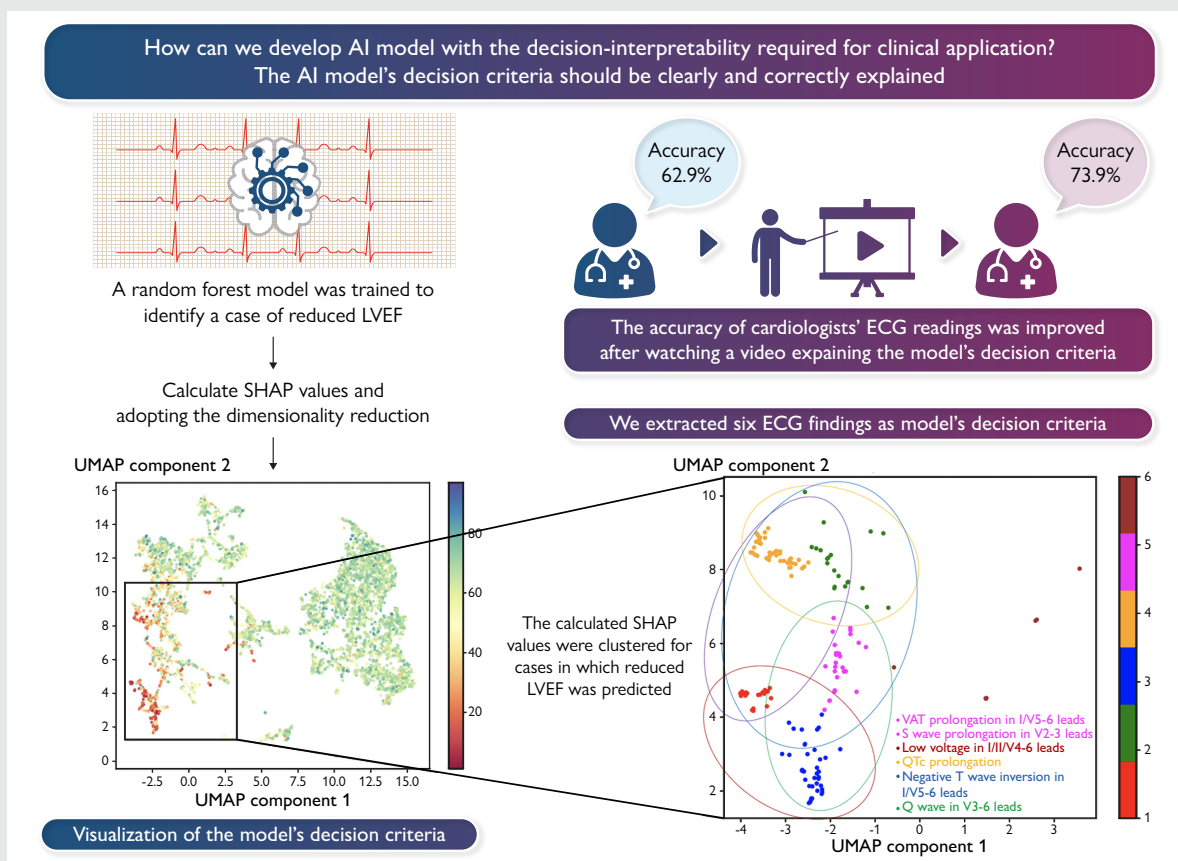 How can we develop AI model with the decision-interpretability required for clinical application?
The AI model's decision criteria should be clearly and correctly explained
A random forest model was trained to
identify a case of reduced LVEF
Calculate SHAP values and
adopting the dimensionality reduction
UMAP component 2
16
14
12
10
8
6
4
2
0
-2.5
0.0
2.5
5.0
7.5
10.0
12.5
15.0
UMAP component 1
80
60
40
20
Visualization of the model's decision criteria
Accuracy
62.9%
Accuracy
73.9%
The accuracy of cardiologists' ECG readings was improved
after watching a video expaining the model's decision criteria
We extracted six ECG findings as model's decision criteria
The calculated SHAP
values were clustered for
cases in which reduced
LVEF was predicted
UMAP component 2
10
8
6
4
2
-4
-3
-2
-1
0
1
2
3
UMAP component 1
• VAT prolongation in I/V5-6 leads
• S wave prolongation in V2-3 leads
• Low voltage in I/II/V4-6 leads
• QTc prolongation
• Negative T wave inversion in
I/V5-6 leads
• Q wave in V3-6 leads
6
5
4
3
2
1